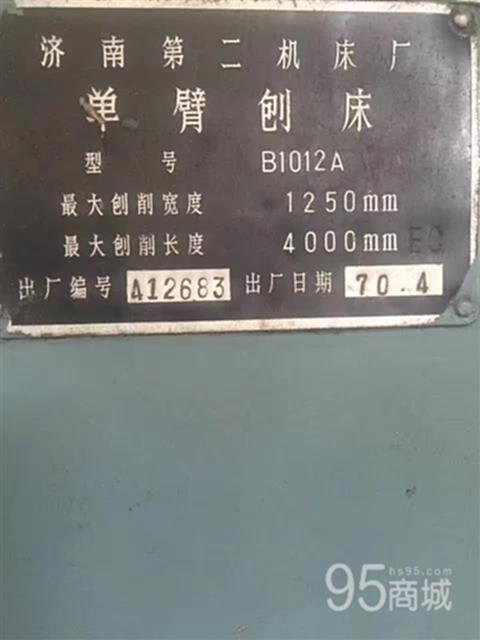 济南第二机床厂
单臂刨床
型号 B1012A
最大刨削宽度 1250mm
最大刨削长度 4000mm EC
出厂编号 A12683 出厂日期 70.4
hs95.com
95商城